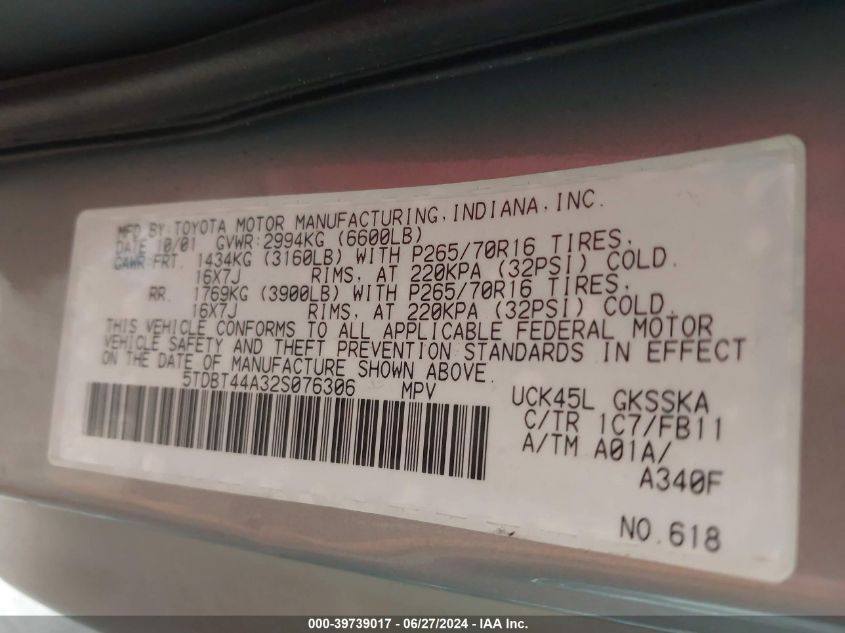 MFD BY:TOYOTA MOTOR MANUFACTURING, INDIANA, INC.
DATE 10/01 GVWR:2994KG (6600LB)
GAWR:FRT. 1434KG (3160LB) WITH P265/70R16 TIRES,
16X7J RIMS, AT 220KPA (32PSI) COLD.
RR. 1769KG (3900LB) WITH P265/70R16 TIRES,
16X7J RIMS, AT 220KPA (32PSI) COLD.
THIS VEHICLE CONFORMS TO ALL APPLICABLE FEDERAL MOTOR
VEHICLE SAFETY AND THEFT PREVENTION STANDARDS IN EFFECT
ON THE DATE OF MANUFACTURE SHOWN ABOVE.
5TDBT44A32S076306 MPV
UCK45L GKSSKA
C/TR 1C7/FB11
A/TM A01A/
A340F
NO.618
000-39739017 - 06/27/2024 - IAA Inc.